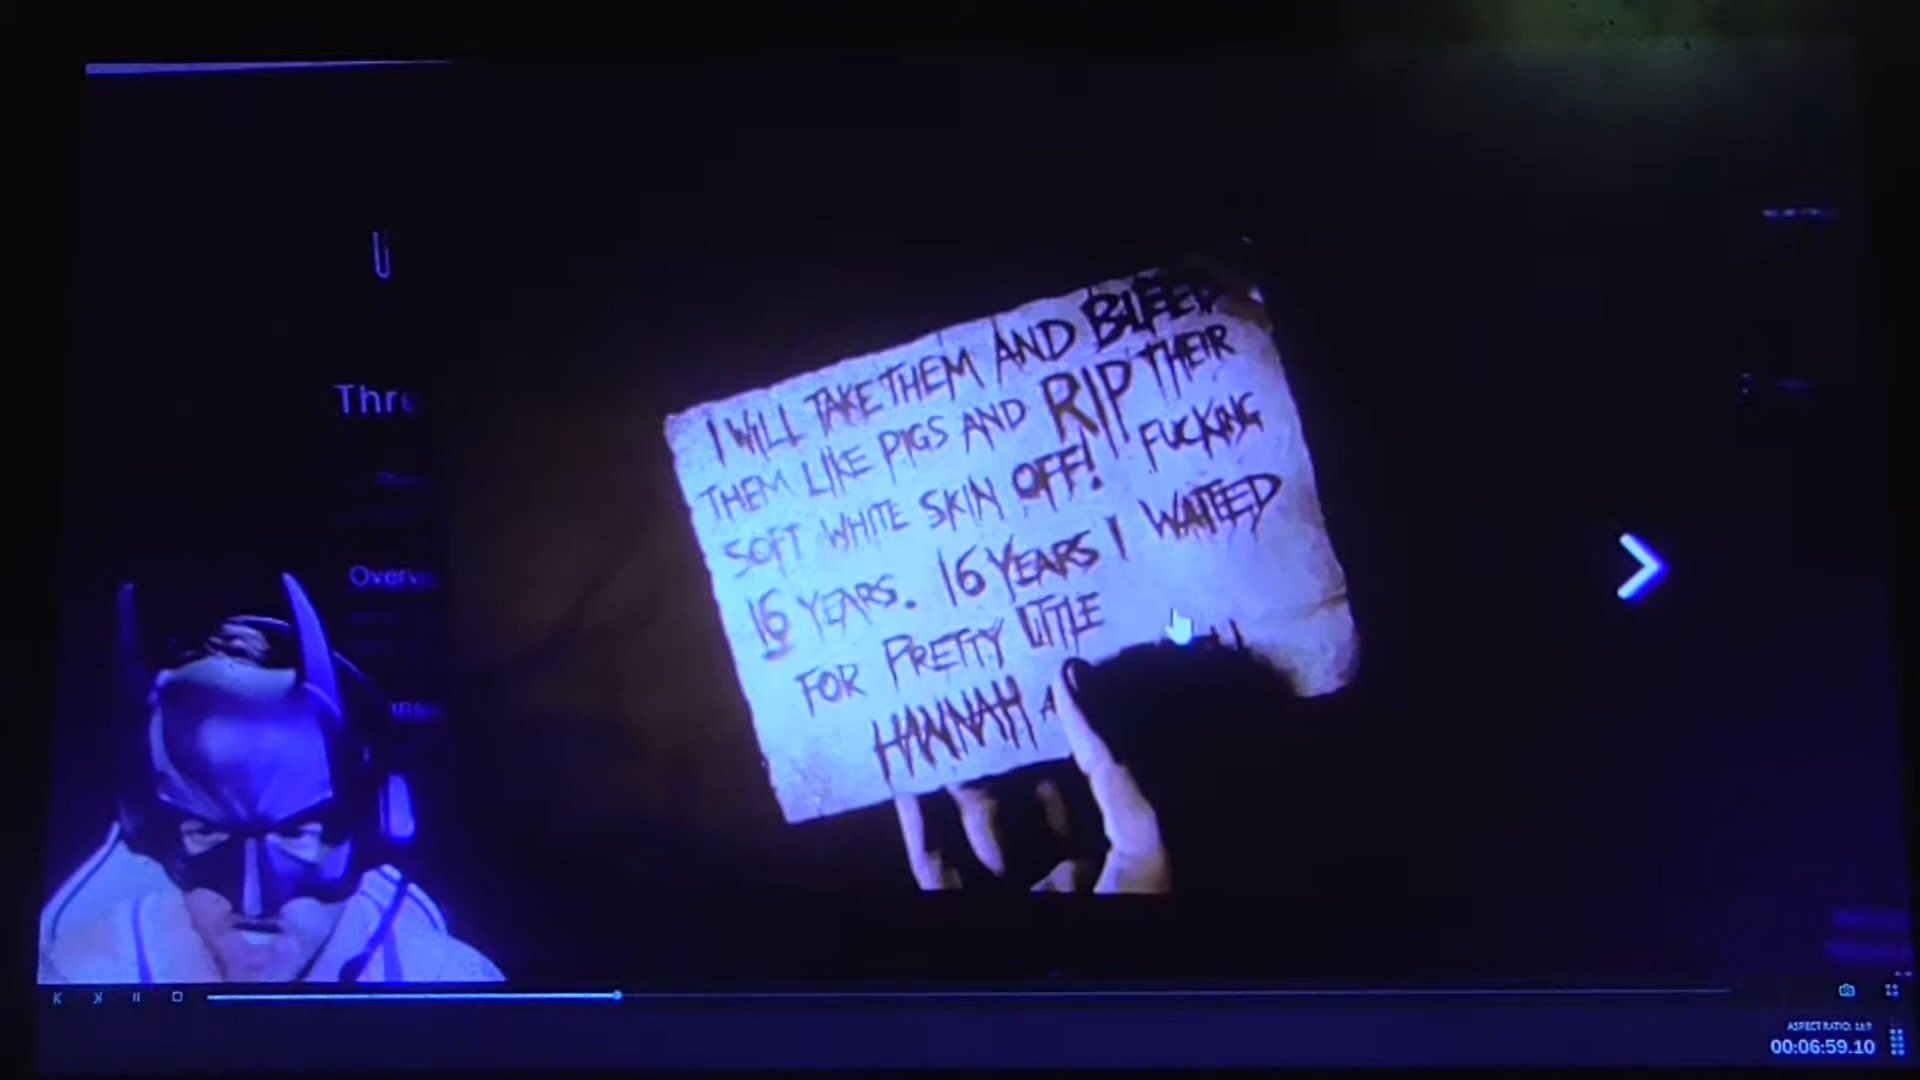 Thre
Overv
I WILL TAKE THEM AND BLEED
THEM LIKE PIGS AND RIP THEIR
SOFT WHITE SKIN OFF! FUCKING
16 YEARS. 16 YEARS I WAITED
FOR PRETTY LITTLE
HANNAH
ASPECT RATIO: 16:9
00:06:59.10